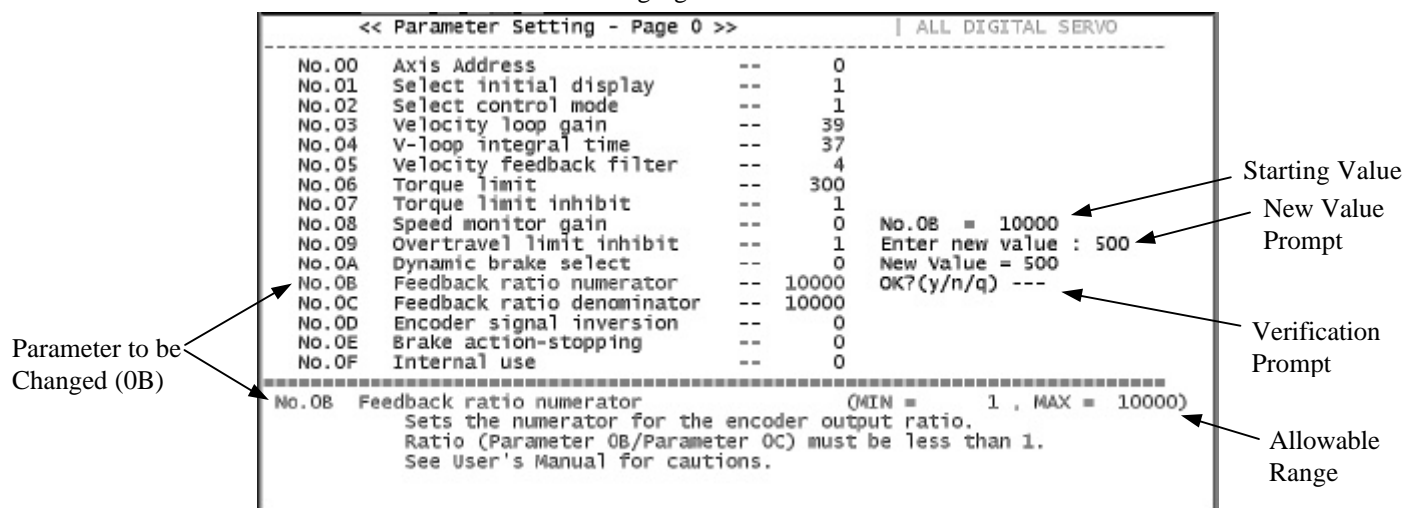 << Parameter Setting - Page 0 >> | ALL DIGITAL SERVO
No.00 Axis Address -- 0
No.01 Select initial display -- 1
No.02 Select control mode -- 1
No.03 Velocity loop gain -- 39
No.04 V-loop integral time -- 37
No.05 Velocity feedback filter -- 4
No.06 Torque limit -- 300
No.07 Torque limit inhibit -- 1
No.08 Speed monitor gain -- 0
No.09 Overtravel limit inhibit -- 1
No.0A Dynamic brake select -- 0
No.0B Feedback ratio numerator -- 10000
No.0C Feedback ratio denominator -- 10000
No.0D Encoder signal inversion -- 0
No.0E Brake action-stopping -- 0
No.0F Internal use -- 0
No.0B = 10000
Enter new value : 500
New Value = 500
OK?(y/n/q) ---
Starting Value
New Value
Prompt
Verification
Prompt
Parameter to be
Changed (0B)
No.0B Feedback ratio numerator (MIN = 1 , MAX = 10000)
Sets the numerator for the encoder output ratio.
Ratio (Parameter 0B/Parameter 0C) must be less than 1.
See User's Manual for cautions.
Allowable
Range